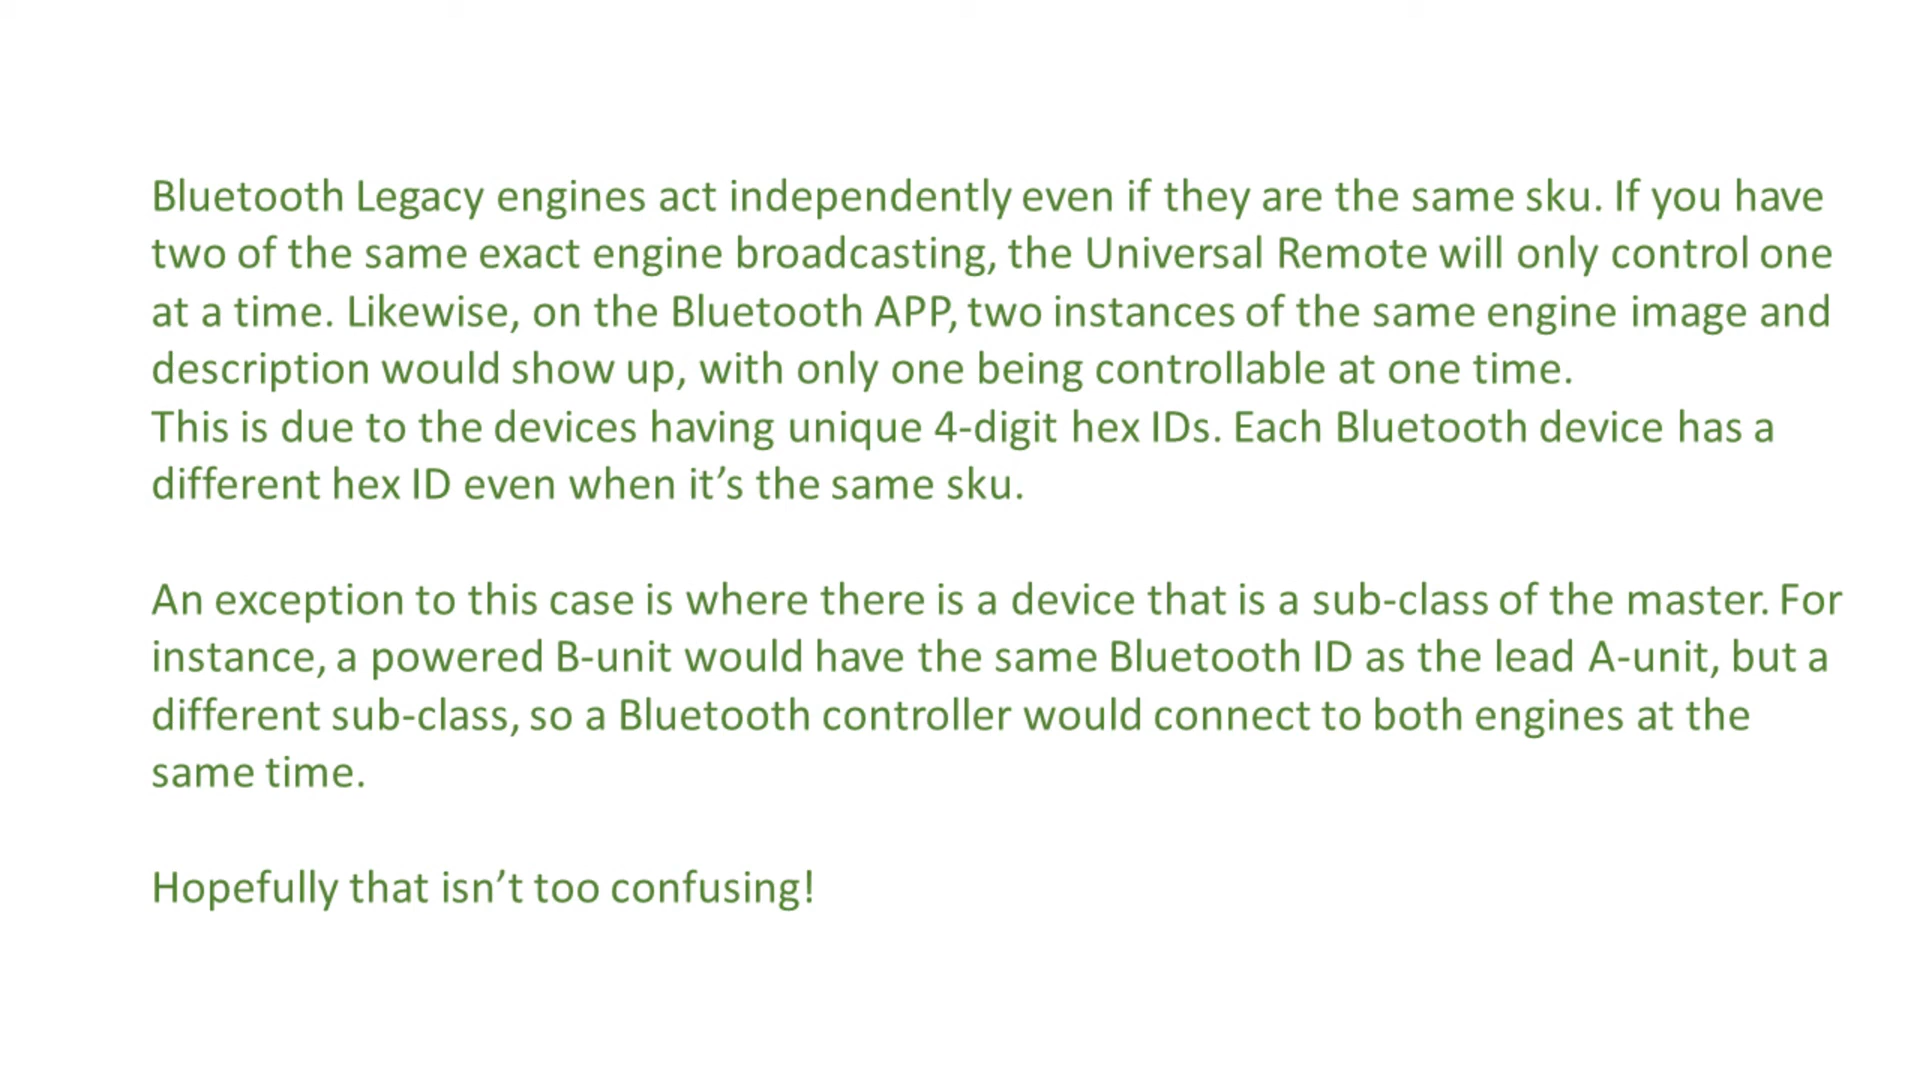 Bluetooth Legacy engines act independently even if they are the same sku. If you have
two of the same exact engine broadcasting, the Universal Remote will only control one
at a time. Likewise, on the Bluetooth APP, two instances of the same engine image and
description would show up, with only one being controllable at one time.
This is due to the devices having unique 4-digit hex IDs. Each Bluetooth device has a
different hex ID even when it’s the same sku.
An exception to this case is where there is a device that is a sub-class of the master. For
instance, a powered B-unit would have the same Bluetooth ID as the lead A-unit, but a
different sub-class, so a Bluetooth controller would connect to both engines at the
same time.
Hopefully that isn’t too confusing!